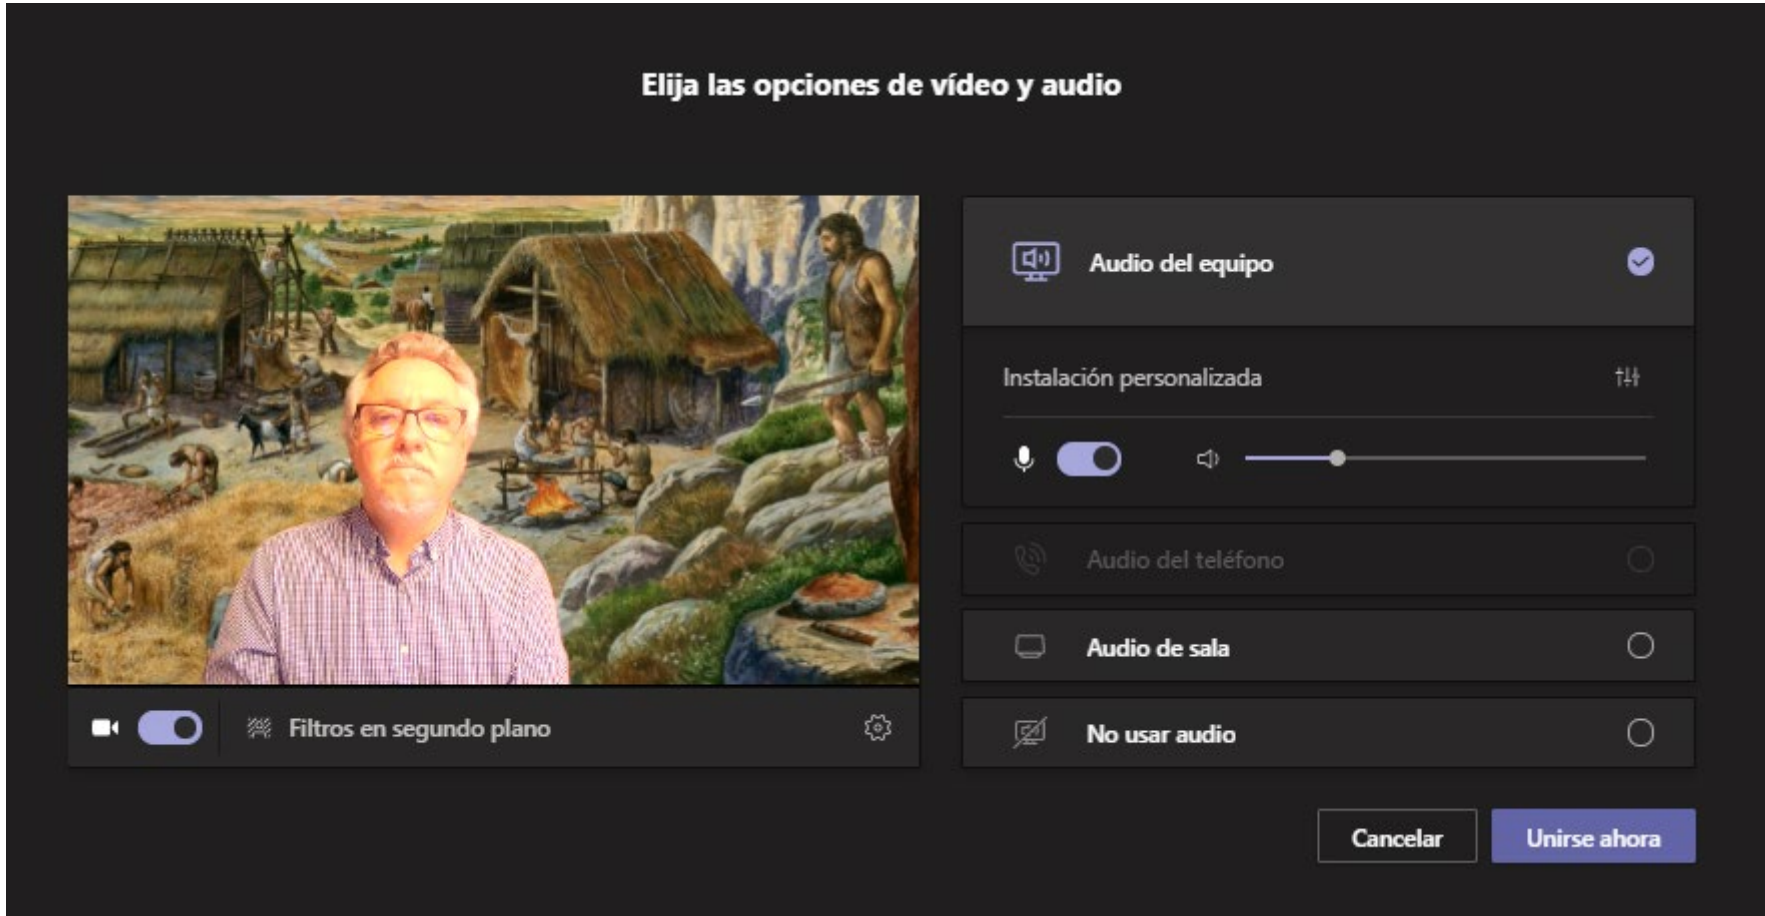 Elija las opciones de vídeo y audio
Audio del equipo
Instalación personalizada
Audio del teléfono
Audio de sala
Filtros en segundo plano
No usar audio
Cancelar
Unirse ahora